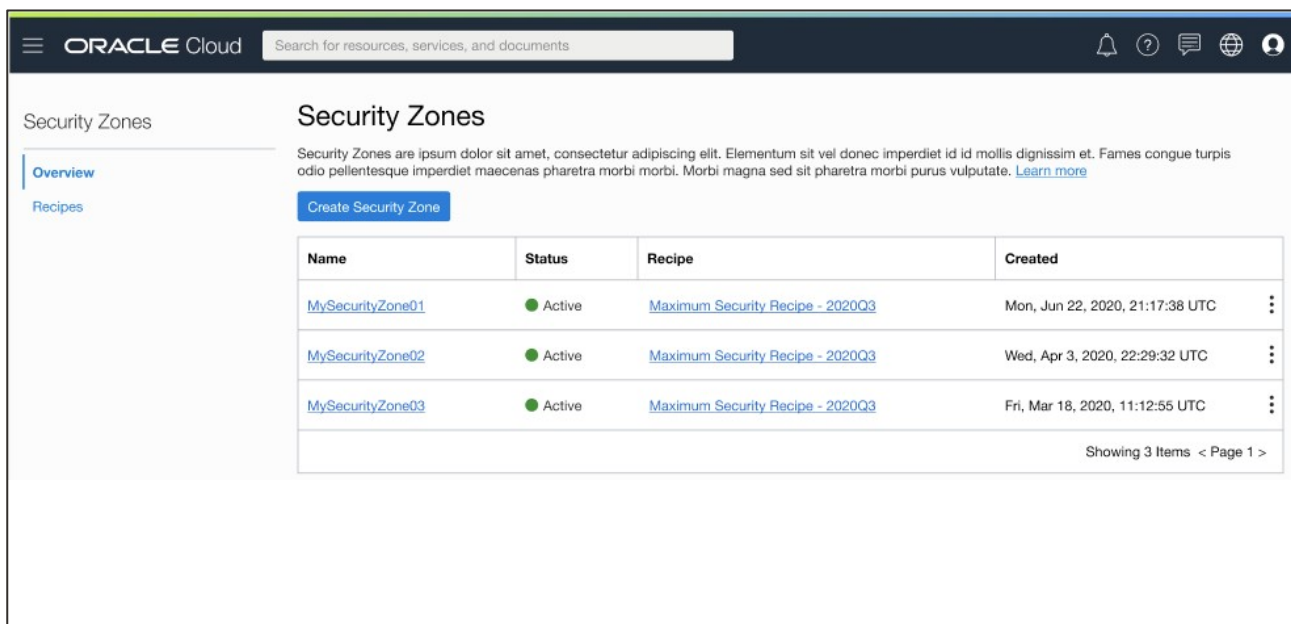 ORACLE Cloud Search for resources, services, and documents
Security Zones
Overview
Recipes
Security Zones
Security Zones are ipsum dolor sit amet, consectetur adipiscing elit. Elementum sit vel donec imperdiet id id mollis dignissim et. Fames congue turpis
odio pellentesque imperdiet maecenas pharetra morbi morbi. Morbi magna sed sit pharetra morbi purus vulputate. Learn more
Create Security Zone
Name Status Recipe Created
MySecurityZone01 Active Maximum Security Recipe - 2020Q3 Mon, Jun 22, 2020, 21:17:38 UTC
MySecurityZone02 Active Maximum Security Recipe - 2020Q3 Wed, Apr 3, 2020, 22:29:32 UTC
MySecurityZone03 Active Maximum Security Recipe - 2020Q3 Fri, Mar 18, 2020, 11:12:55 UTC
Showing 3 Items < Page 1 >